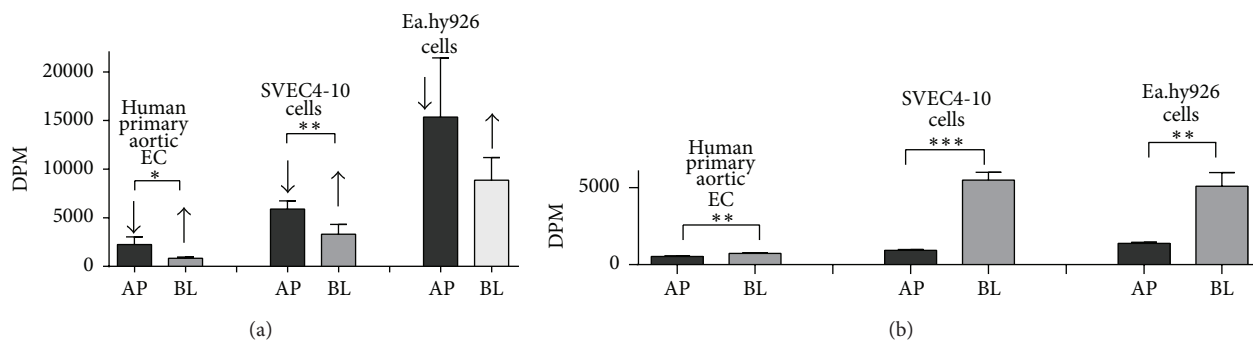 Ea.hy926
cells
20000
15000
10000
5000
0
DPM
Human
primary
aortic
EC
*
SVEC4-10
cells
**
AP
BL
AP
BL
AP
BL
(a)
SVEC4-10
cells
***
Ea.hy926
cells
**
Human
primary
aortic
EC
**
5000
0
DPM
AP
BL
AP
BL
AP
BL
(b)